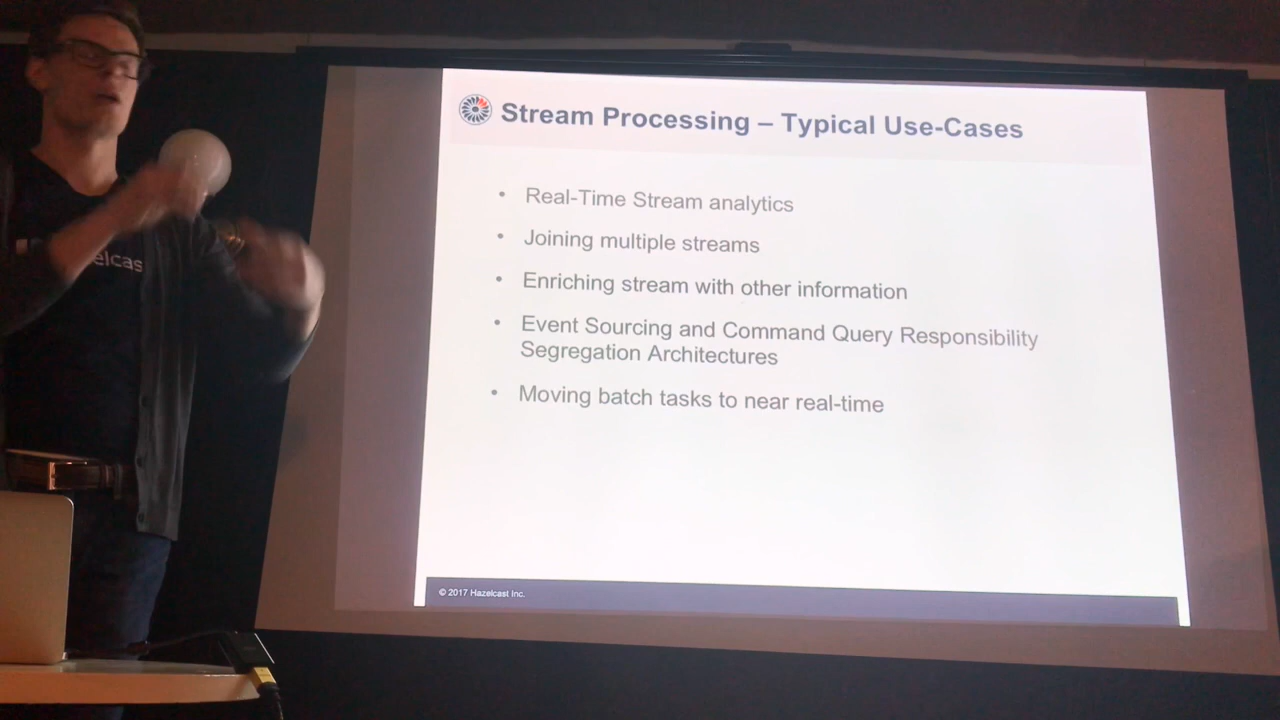 Stream Processing – Typical Use-Cases
• Real-Time Stream analytics
• Joining multiple streams
• Enriching stream with other information
• Event Sourcing and Command Query Responsibility
Segregation Architectures
• Moving batch tasks to near real-time
© 2017 Hazelcast Inc.
elcas